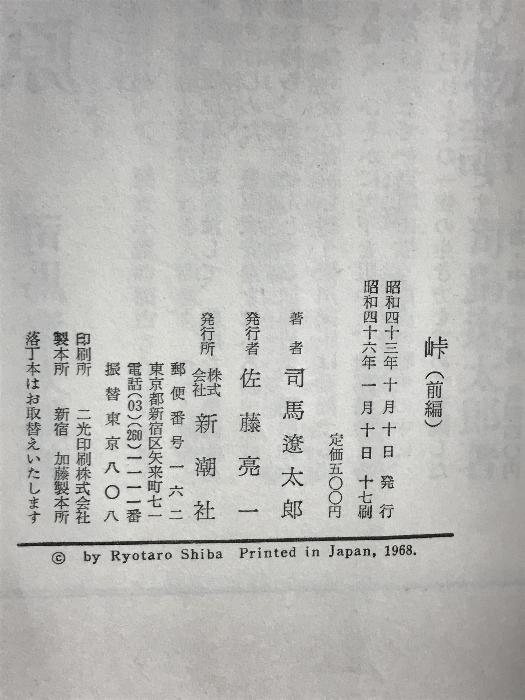 峠（前編）
昭和四十三年十月十日 発行
昭和四十六年一月十日 十七刷
定価五〇〇円
著者 司馬遼太郎
発行者 佐藤亮一
発行所 株式会社 新潮社
郵便番号一六二
東京都新宿区矢来町七一
電話(03)(260)一一一一番
振替東京八〇八
印刷所 二光印刷株式会社
製本所 新宿 加藤製本所
落丁本はお取替えいたします
© by Ryotaro Shiba Printed in Japan, 1968.